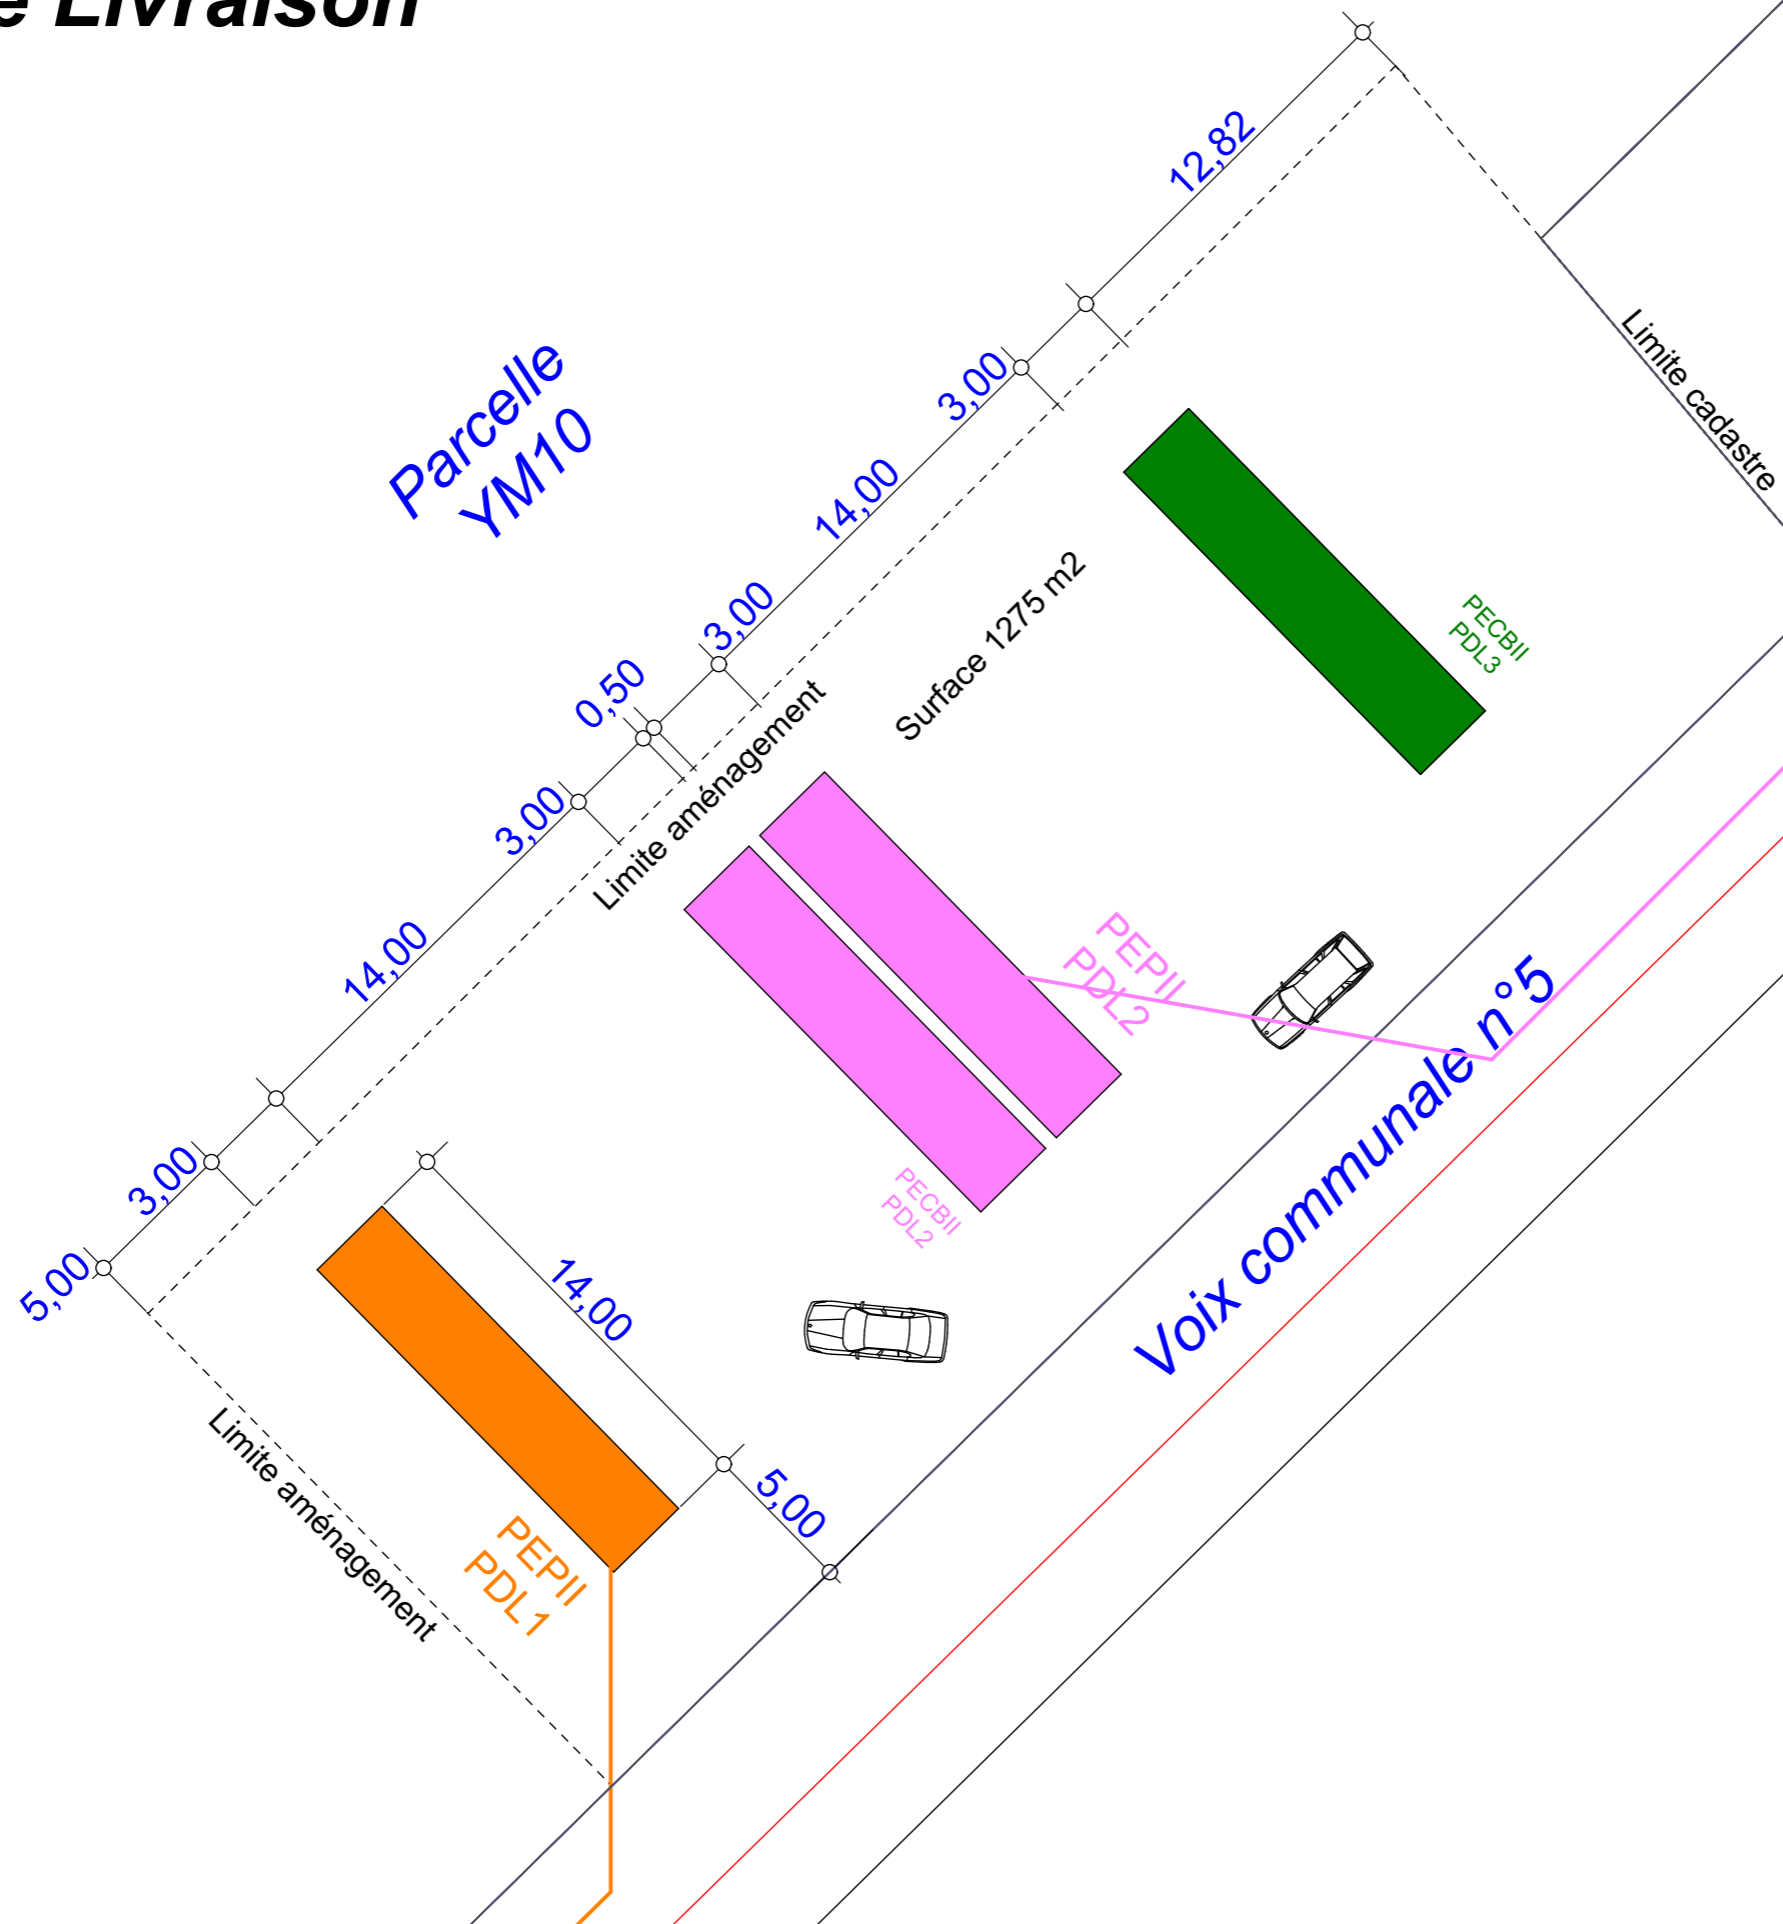 e Livraison
12,82
Limite cadastre
3,00
Parcelle
YM10
14,00
Surface 1275 m2
3,00
PECBII
PDL3
0,50
Limite aménagement
3,00
14,00
PEPII
PDL2
Voix communale n°5
3,00
PECBII
PDL2
5,00
14,00
Limite aménagement
5,00
PEPII
PDL1